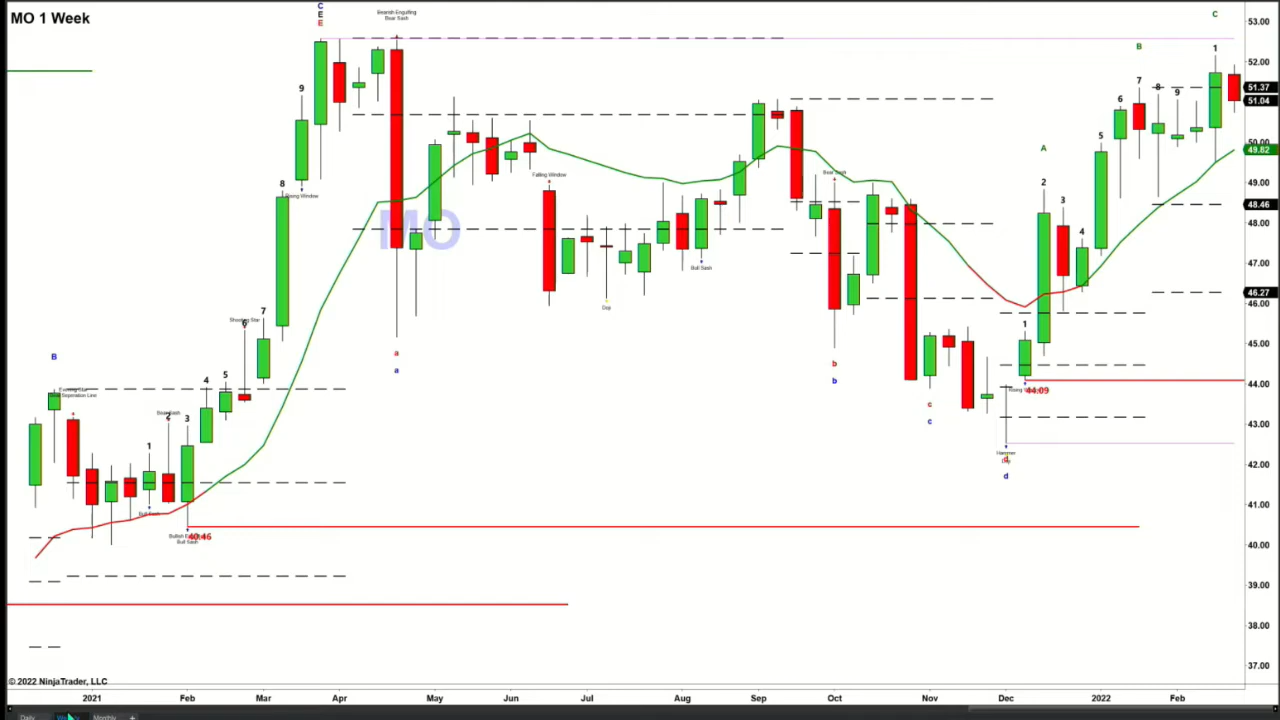 MO 1 Week
C
E
E
Bearish Engulfing
Bear Sash
C
53.00
B
1
52.00
9
7
8
9
51.37
51.04
6
5
50.00
A
49.82
8
Rising Window
Falling Window
Bear Sash
2
49.00
3
48.46
MO
4
48.00
Bull Sash
47.00
Doji
46.27
46.00
7
6
1
45.00
B
a
a
b
b
44.00
44.09
5
4
c
c
43.00
1
2
3
Hammer
Doji
d
d
42.00
41.00
Bull Sash
40.46
Bull Sash
40.00
39.00
38.00
37.00
© 2022 NinjaTrader, LLC
2021
Feb
Mar
Apr
May
Jun
Jul
Aug
Sep
Oct
Nov
Dec
2022
Feb
Daily
Monthly
+